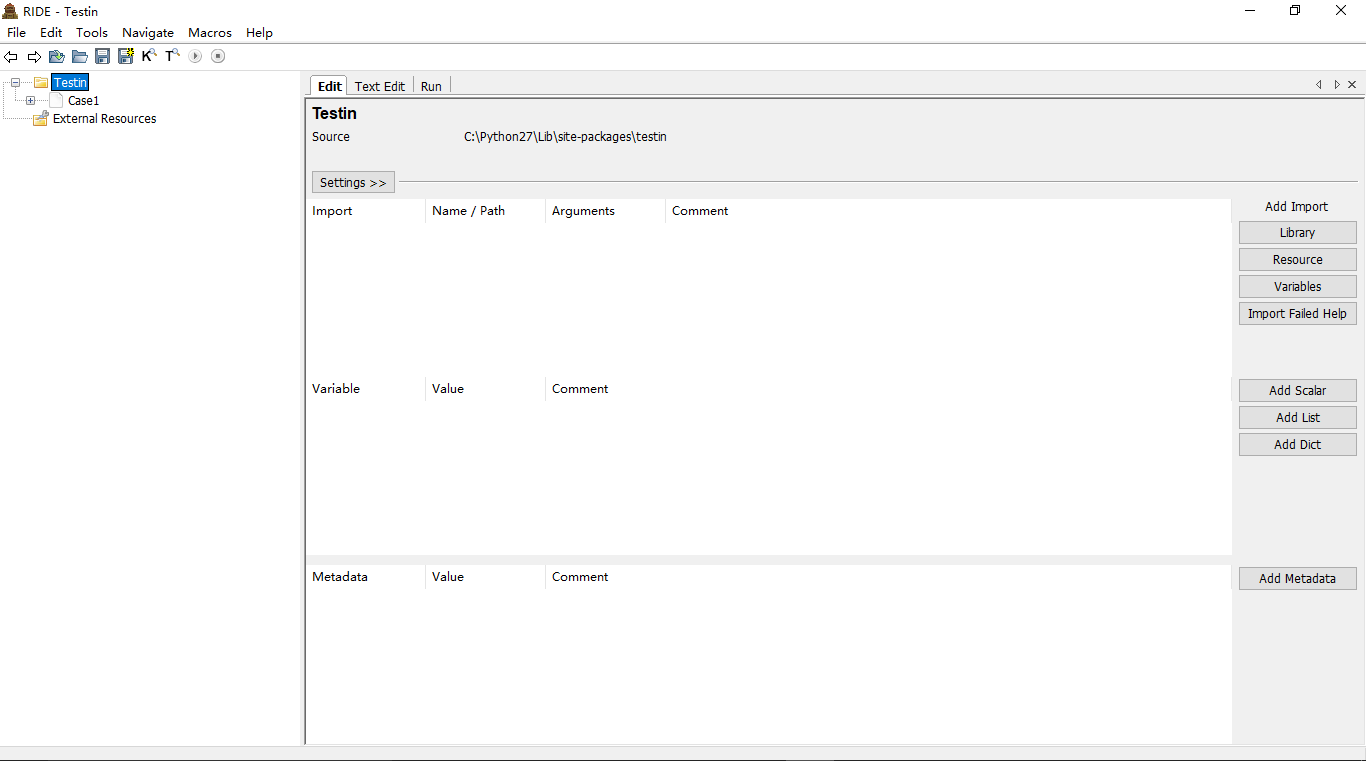 RIDE - Testin
File Edit Tools Navigate Macros Help
K T
Testin
Case1
External Resources
Edit Text Edit Run
Testin
Source C:\Python27\Lib\site-packages\testin
Settings >>
Import Name / Path Arguments Comment
Add Import
Library
Resource
Variables
Import Failed Help
Variable Value Comment
Add Scalar
Add List
Add Dict
Metadata Value Comment
Add Metadata